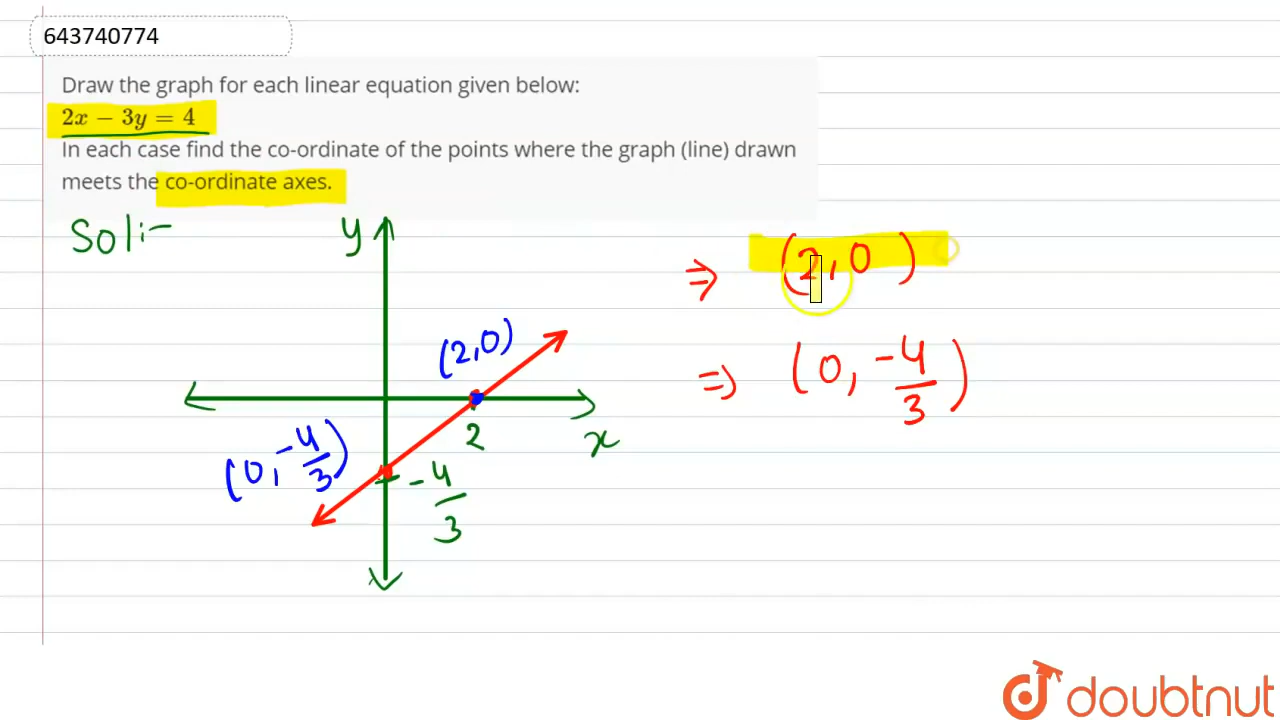 643740774
Draw the graph for each linear equation given below:
2x − 3y = 4
In each case find the co-ordinate of the points where the graph (line) drawn
meets the co-ordinate axes.
Sol:-
y
⇒ (2,0)
(2,0)
⇒ (0, -4/3)
2
x
(0, -4/3)
-4/3
doubtnut